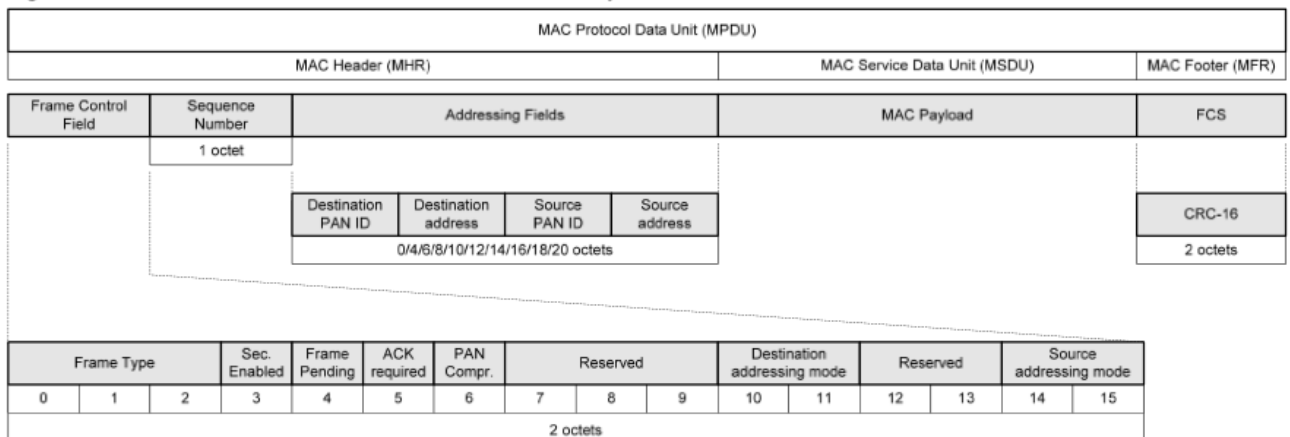 MAC Protocol Data Unit (MPDU)
MAC Header (MHR) MAC Service Data Unit (MSDU) MAC Footer (MFR)
Frame Control Sequence Addressing Fields MAC Payload FCS
Field Number
1 octet
Destination Destination Source Source CRC-16
PAN ID address PAN ID address
0/4/6/8/10/12/14/16/18/20 octets 2 octets
Frame Type Sec. Frame ACK PAN Reserved Destination Reserved Source
Enabled Pending required Compr. addressing mode addressing mode
0 1 2 3 4 5 6 7 8 9 10 11 12 13 14 15
2 octets